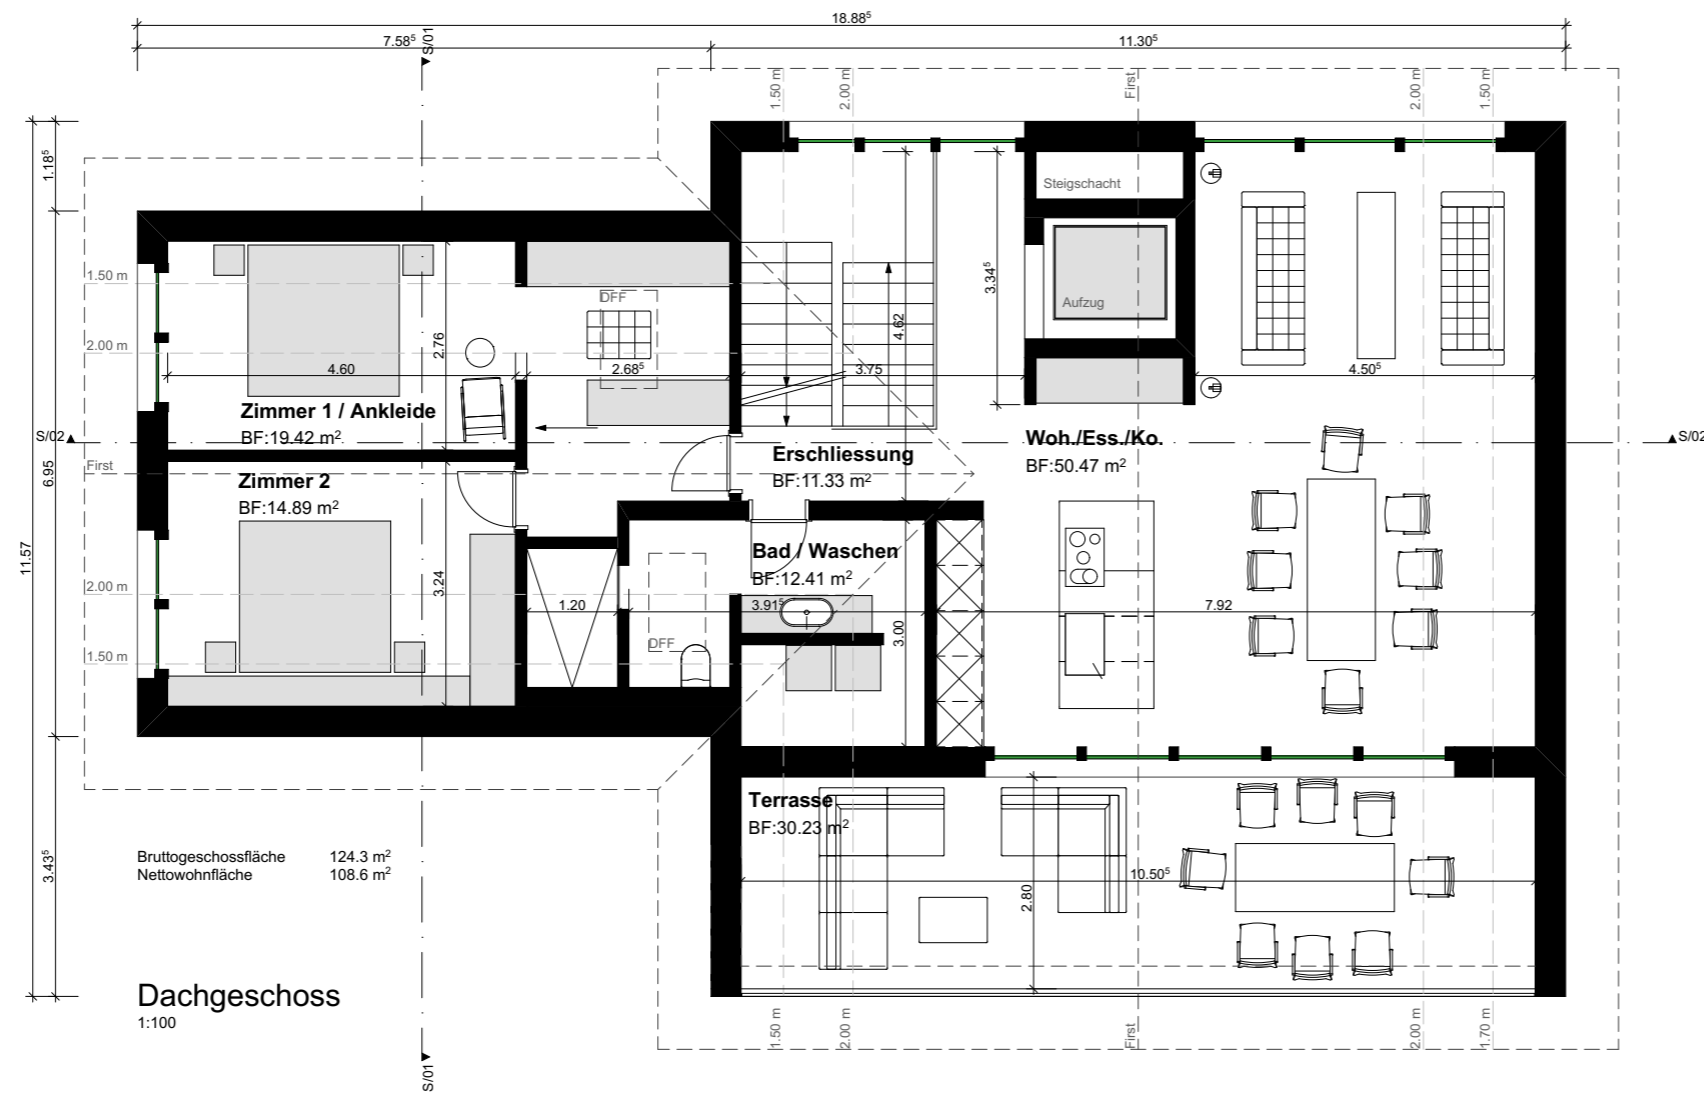 18.88⁵
7.58⁵
11.30⁵
S/01
1.50 m
2.00 m
First
2.00 m
1.50 m
1.18⁵
6.95
11.57
3.43⁵
Steigschacht
Aufzug
1.50 m
DFF
2.00 m
2.76
4.62
3.34⁵
4.60
2.68⁵
3.75
4.50⁵
Zimmer 1 / Ankleide
BF:19.42 m²
S/02
S/02
First
Erschliessung
BF:11.33 m²
Woh./Ess./Ko.
BF:50.47 m²
Zimmer 2
BF:14.89 m²
Bad / Waschen
BF:12.41 m²
2.00 m
3.24
1.20
3.91⁵
7.92
3.00
DFF
1.50 m
Terrasse
BF:30.23 m²
10.50⁵
2.80
Bruttogeschossfläche 124.3 m²
Nettowohnfläche 108.6 m²
Dachgeschoss
1:100
1.50 m
2.00 m
First
2.00 m
1.70 m
S/01